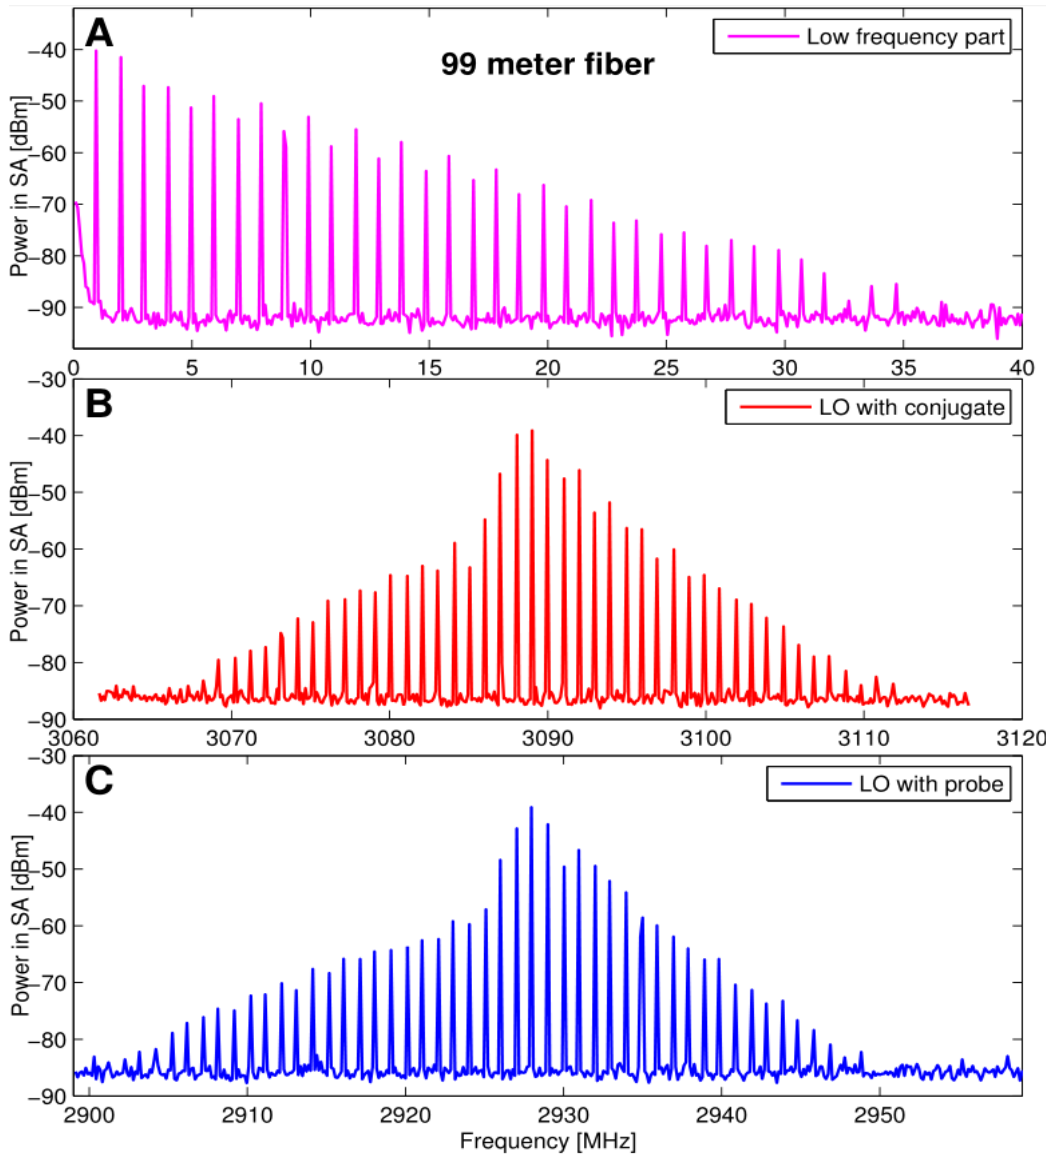 A
99 meter fiber
Low frequency part
Power in SA [dBm]
−40
−50
−60
−70
−80
−90
0 5 10 15 20 25 30 35 40
B
LO with conjugate
Power in SA [dBm]
−30
−40
−50
−60
−70
−80
−90
3060 3070 3080 3090 3100 3110 3120
C
LO with probe
Power in SA [dBm]
−30
−40
−50
−60
−70
−80
−90
2900 2910 2920 2930 2940 2950
Frequency [MHz]